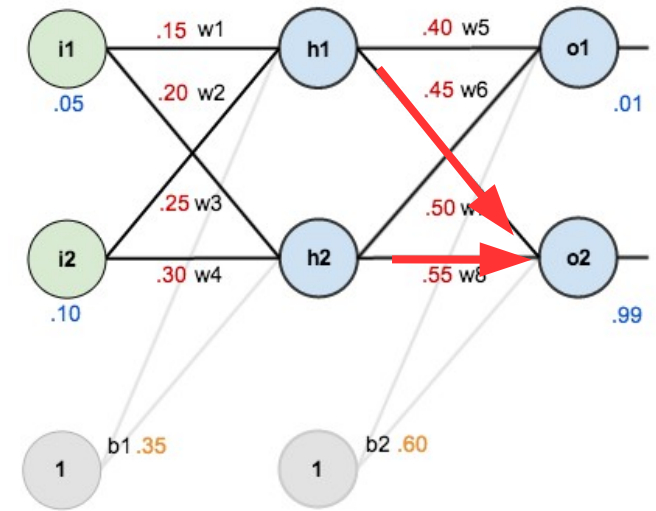 .15 w1
.40 w5
i1
h1
o1
.05
.20 w2
.45 w6
.01
.25 w3
.50
i2
h2
o2
.30 w4
.55 w8
.10
.99
b1 .35
b2 .60
1
1